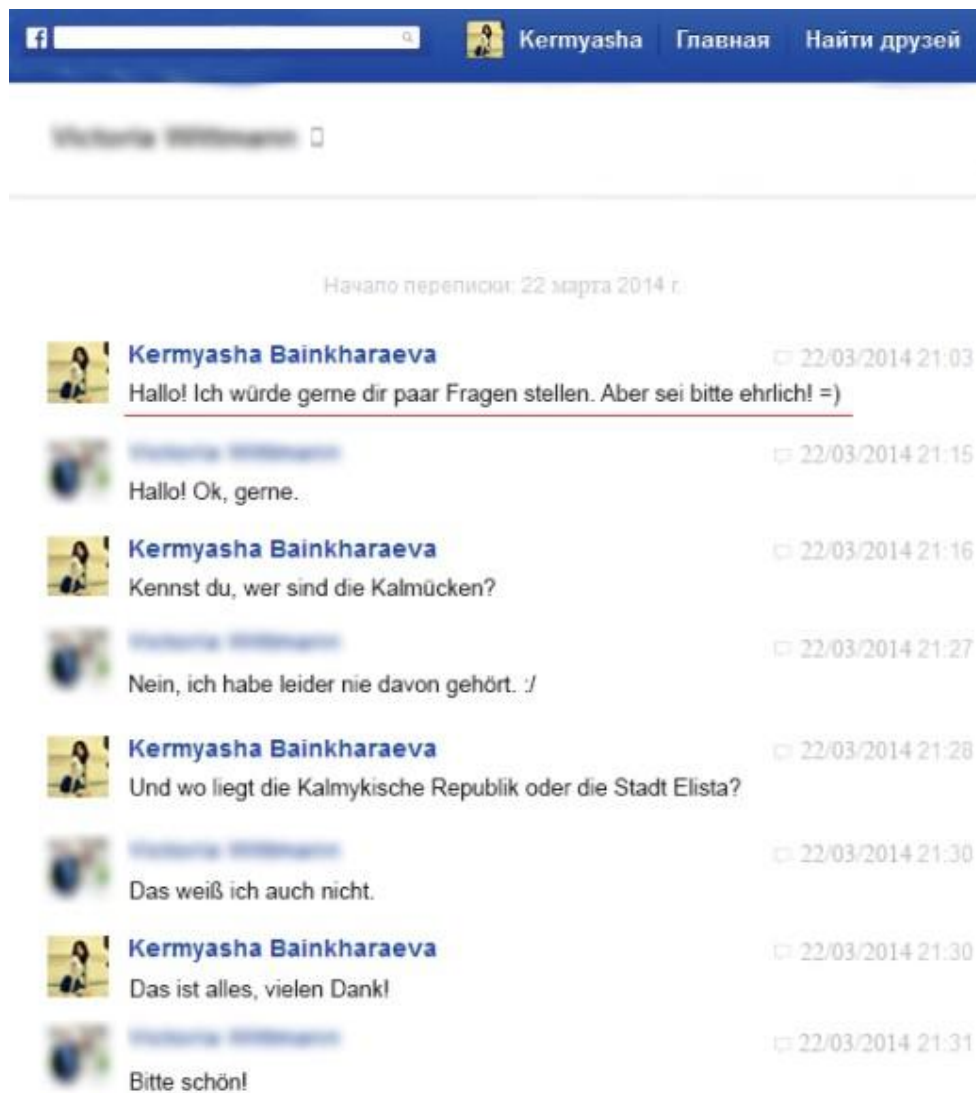 f
Kermyasha Главная Найти друзей
Начало переписки: 22 марта 2014 г.
Kermyasha Bainkharaeva 22/03/2014 21:03
Hallo! Ich würde gerne dir paar Fragen stellen. Aber sei bitte ehrlich! =)
22/03/2014 21:15
Hallo! Ok, gerne.
Kermyasha Bainkharaeva 22/03/2014 21:16
Kennst du, wer sind die Kalmücken?
22/03/2014 21:27
Nein, ich habe leider nie davon gehört. :/
Kermyasha Bainkharaeva 22/03/2014 21:28
Und wo liegt die Kalmykische Republik oder die Stadt Elista?
22/03/2014 21:30
Das weiß ich auch nicht.
Kermyasha Bainkharaeva 22/03/2014 21:30
Das ist alles, vielen Dank!
22/03/2014 21:31
Bitte schön!